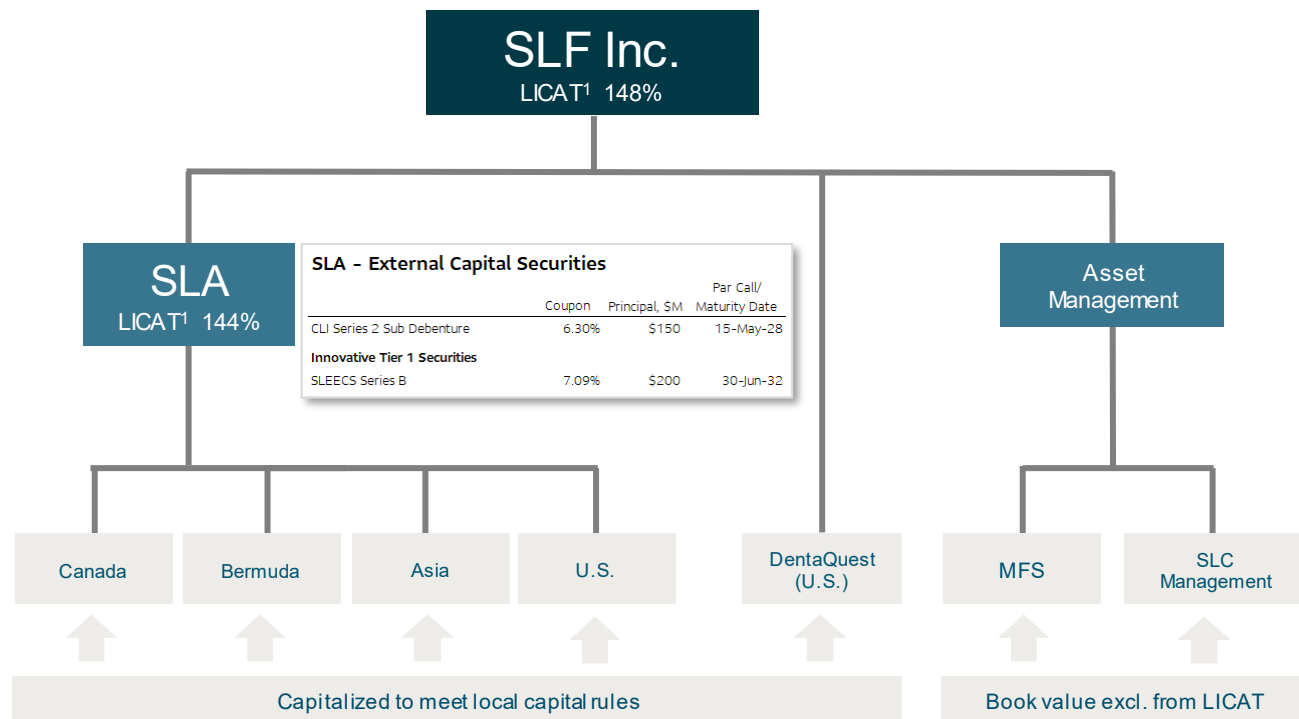 SLF Inc.
LICAT¹ 148%
SLA
LICAT¹ 144%
SLA – External Capital Securities
Par Call/
Coupon Principal, $M Maturity Date
CLI Series 2 Sub Debenture 6.30% $150 15-May-28
Innovative Tier 1 Securities
SLEECS Series B 7.09% $200 30-Jun-32
Asset
Management
Canada
Bermuda
Asia
U.S.
DentaQuest
(U.S.)
MFS
SLC
Management
Capitalized to meet local capital rules
Book value excl. from LICAT